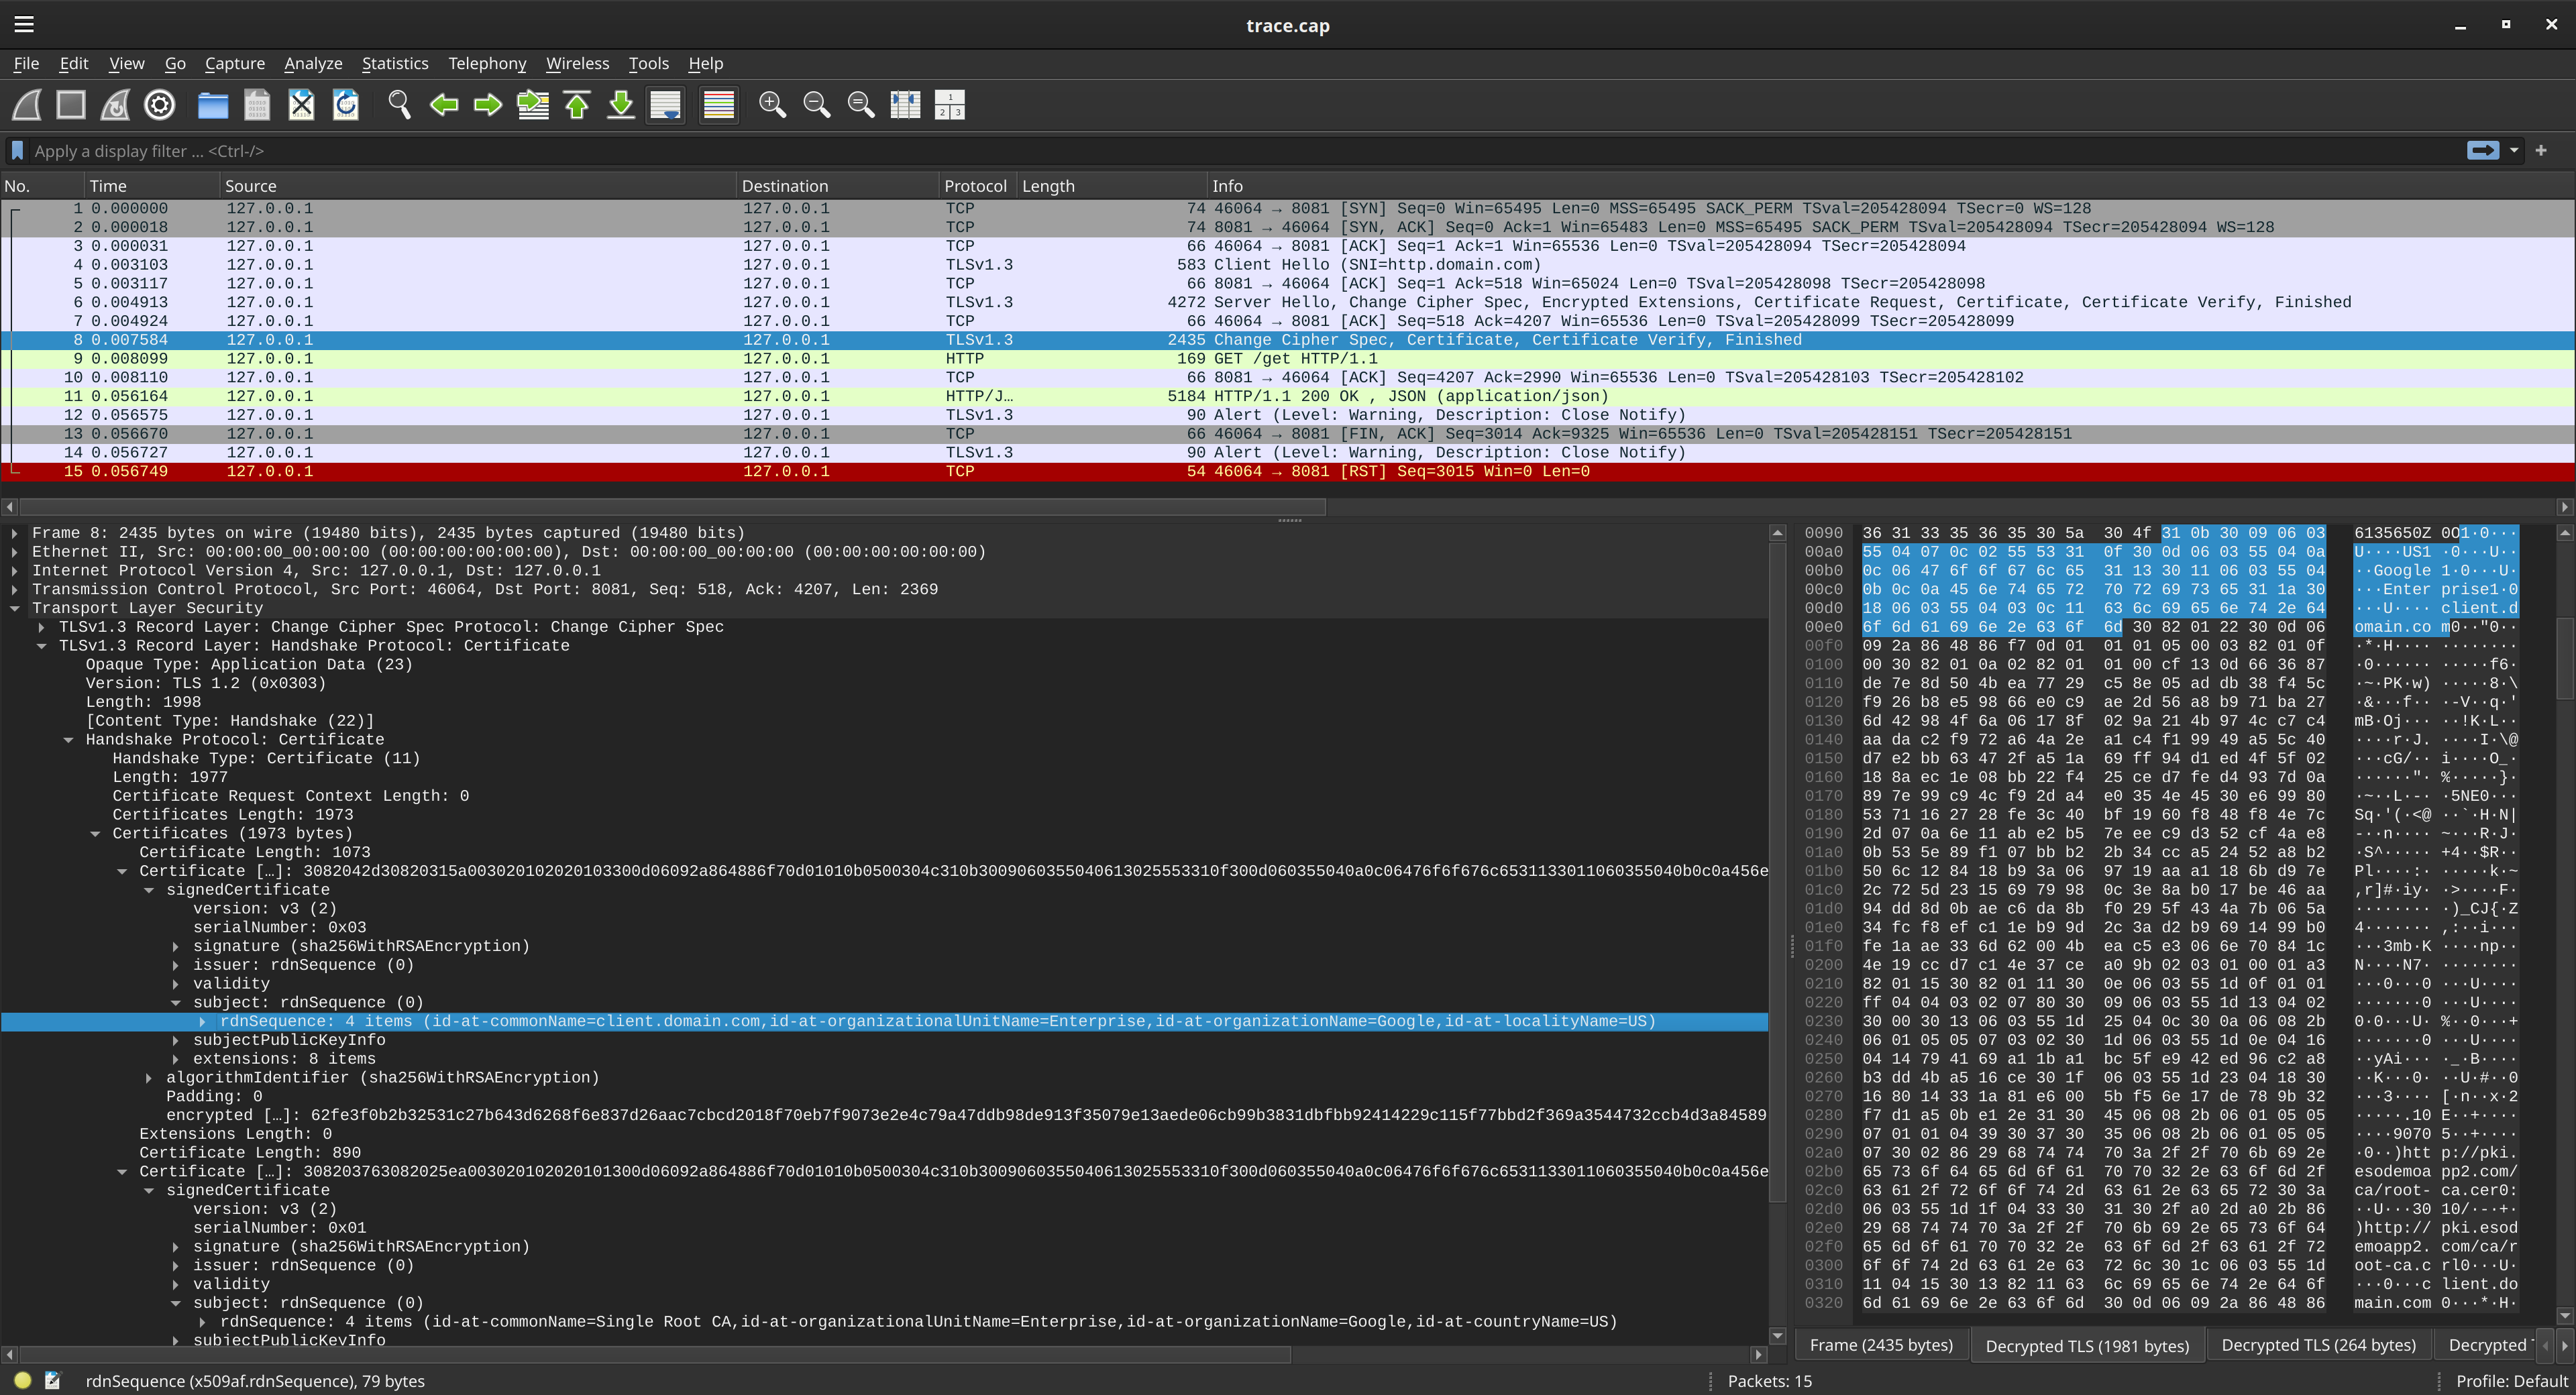 trace.cap
File Edit View Go Capture Analyze Statistics Telephony Wireless Tools Help
Apply a display filter ... <Ctrl-/>
No. Time Source Destination Protocol Length Info
1 0.000000 127.0.0.1 127.0.0.1 TCP 74 46064 → 8081 [SYN] Seq=0 Win=65495 Len=0 MSS=65495 SACK_PERM TSval=205428094 TSecr=0 WS=128
2 0.000018 127.0.0.1 127.0.0.1 TCP 74 8081 → 46064 [SYN, ACK] Seq=0 Ack=1 Win=65483 Len=0 MSS=65495 SACK_PERM TSval=205428094 TSecr=205428094 WS=128
3 0.000031 127.0.0.1 127.0.0.1 TCP 66 46064 → 8081 [ACK] Seq=1 Ack=1 Win=65536 Len=0 TSval=205428094 TSecr=205428094
4 0.003103 127.0.0.1 127.0.0.1 TLSv1.3 583 Client Hello (SNI=http.domain.com)
5 0.003117 127.0.0.1 127.0.0.1 TCP 66 8081 → 46064 [ACK] Seq=1 Ack=518 Win=65024 Len=0 TSval=205428098 TSecr=205428098
6 0.004913 127.0.0.1 127.0.0.1 TLSv1.3 4272 Server Hello, Change Cipher Spec, Encrypted Extensions, Certificate Request, Certificate, Certificate Verify, Finished
7 0.004924 127.0.0.1 127.0.0.1 TCP 66 46064 → 8081 [ACK] Seq=518 Ack=4207 Win=65536 Len=0 TSval=205428099 TSecr=205428099
8 0.007584 127.0.0.1 127.0.0.1 TLSv1.3 2435 Change Cipher Spec, Certificate, Certificate Verify, Finished
9 0.008099 127.0.0.1 127.0.0.1 HTTP 169 GET /get HTTP/1.1
10 0.008110 127.0.0.1 127.0.0.1 TCP 66 8081 → 46064 [ACK] Seq=4207 Ack=2990 Win=65536 Len=0 TSval=205428103 TSecr=205428102
11 0.056164 127.0.0.1 127.0.0.1 HTTP/J… 5184 HTTP/1.1 200 OK , JSON (application/json)
12 0.056575 127.0.0.1 127.0.0.1 TLSv1.3 90 Alert (Level: Warning, Description: Close Notify)
13 0.056670 127.0.0.1 127.0.0.1 TCP 66 46064 → 8081 [FIN, ACK] Seq=3014 Ack=9325 Win=65536 Len=0 TSval=205428151 TSecr=205428151
14 0.056727 127.0.0.1 127.0.0.1 TLSv1.3 90 Alert (Level: Warning, Description: Close Notify)
15 0.056749 127.0.0.1 127.0.0.1 TCP 54 46064 → 8081 [RST] Seq=3015 Win=0 Len=0
Frame 8: 2435 bytes on wire (19480 bits), 2435 bytes captured (19480 bits)
Ethernet II, Src: 00:00:00_00:00:00 (00:00:00:00:00:00), Dst: 00:00:00_00:00:00 (00:00:00:00:00:00)
Internet Protocol Version 4, Src: 127.0.0.1, Dst: 127.0.0.1
Transmission Control Protocol, Src Port: 46064, Dst Port: 8081, Seq: 518, Ack: 4207, Len: 2369
Transport Layer Security
TLSv1.3 Record Layer: Change Cipher Spec Protocol: Change Cipher Spec
TLSv1.3 Record Layer: Handshake Protocol: Certificate
Opaque Type: Application Data (23)
Version: TLS 1.2 (0x0303)
Length: 1998
[Content Type: Handshake (22)]
Handshake Protocol: Certificate
Handshake Type: Certificate (11)
Length: 1977
Certificate Request Context Length: 0
Certificates Length: 1973
Certificates (1973 bytes)
Certificate Length: 1073
Certificate […]: 3082042d30820315a003020102020103300d06092a864886f70d01010b0500304c310b3009060355040613025553310f300d060355040a0c06476f6f676c6531133011060355040b0c0a456e
signedCertificate
version: v3 (2)
serialNumber: 0x03
signature (sha256WithRSAEncryption)
issuer: rdnSequence (0)
validity
subject: rdnSequence (0)
rdnSequence: 4 items (id-at-commonName=client.domain.com,id-at-organizationalUnitName=Enterprise,id-at-organizationName=Google,id-at-localityName=US)
subjectPublicKeyInfo
extensions: 8 items
algorithmIdentifier (sha256WithRSAEncryption)
Padding: 0
encrypted […]: 62fe3f0b2b32531c27b643d6268f6e837d26aac7cbcd2018f70eb7f9073e2e4c79a47ddb98de913f35079e13aede06cb99b3831dbfbb92414229c115f77bbd2f369a3544732ccb4d3a84589
Extensions Length: 0
Certificate Length: 890
Certificate […]: 308203763082025ea003020102020101300d06092a864886f70d01010b0500304c310b3009060355040613025553310f300d060355040a0c06476f6f676c6531133011060355040b0c0a456e
signedCertificate
version: v3 (2)
serialNumber: 0x01
signature (sha256WithRSAEncryption)
issuer: rdnSequence (0)
validity
subject: rdnSequence (0)
rdnSequence: 4 items (id-at-commonName=Single Root CA,id-at-organizationalUnitName=Enterprise,id-at-organizationName=Google,id-at-countryName=US)
subjectPublicKeyInfo
0090 36 31 33 35 36 35 30 5a 30 4f 31 0b 30 09 06 03 6135650Z 0O1·0···
00a0 55 04 07 0c 02 55 53 31 0f 30 0d 06 03 55 04 0a U····US1 ·0···U··
00b0 0c 06 47 6f 6f 67 6c 65 31 13 30 11 06 03 55 04 ··Google 1·0···U·
00c0 0b 0c 0a 45 6e 74 65 72 70 72 69 73 65 31 1a 30 ···Enter prise1·0
00d0 18 06 03 55 04 03 0c 11 63 6c 69 65 6e 74 2e 64 ···U···· client.d
00e0 6f 6d 61 69 6e 2e 63 6f 6d 30 82 01 22 30 0d 06 omain.co m0··"0··
00f0 09 2a 86 48 86 f7 0d 01 01 01 05 00 03 82 01 0f ·*·H···· ········
0100 00 30 82 01 0a 02 82 01 01 00 cf 13 0d 66 36 87 ·0······ ·····f6·
0110 de 7e 8d 50 4b ea 77 29 c5 8e 05 ad db 38 f4 5c ·~·PK·w) ·····8·\
0120 f9 26 b8 e5 98 66 e0 c9 ae 2d 56 a8 b9 71 ba 27 ·&···f·· ·-V··q·'
0130 6d 42 98 4f 6a 06 17 8f 02 9a 21 4b 97 4c c7 c4 mB·Oj··· ··!K·L··
0140 aa da c2 f9 72 a6 4a 2e a1 c4 f1 99 49 a5 5c 40 ····r·J. ····I·\@
0150 d7 e2 bb 63 47 2f a5 1a 69 ff 94 d1 ed 4f 5f 02 ···cG/·· i····O_·
0160 18 8a ec 1e 08 bb 22 f4 25 ce d7 fe d4 93 7d 0a ······"· %·····}·
0170 89 7e 99 c9 4c f9 2d a4 e0 35 4e 45 30 e6 99 80 ·~··L·-· ·5NE0···
0180 53 71 16 27 28 fe 3c 40 bf 19 60 f8 48 f8 4e 7c Sq·'(·<@ ··`·H·N|
0190 2d 07 0a 6e 11 ab e2 b5 7e ee c9 d3 52 cf 4a e8 -··n···· ~···R·J·
01a0 0b 53 5e 89 f1 07 bb b2 2b 34 cc a5 24 52 a8 b2 ·S^····· +4··$R··
01b0 50 6c 12 84 18 b9 3a 06 97 19 aa a1 18 6b d9 7e Pl····:· ·····k·~
01c0 2c 72 5d 23 15 69 79 98 0c 3e 8a b0 17 be 46 aa ,r]#·iy· ·>····F·
01d0 94 dd 8d 0b ae c6 da 8b f0 29 5f 43 4a 7b 06 5a ········ ·)_CJ{·Z
01e0 34 fc f8 ef c1 1e b9 9d 2c 3a d2 b9 69 14 99 b0 4······· ,:··i···
01f0 fe 1a ae 33 6d 62 00 4b ea c5 e3 06 6e 70 84 1c ···3mb·K ····np··
0200 4e 19 cc d7 c1 4e 37 ce a0 9b 02 03 01 00 01 a3 N····N7· ········
0210 82 01 15 30 82 01 11 30 0e 06 03 55 1d 0f 01 01 ···0···0 ···U····
0220 ff 04 04 03 02 07 80 30 09 06 03 55 1d 13 04 02 ·······0 ···U····
0230 30 00 30 13 06 03 55 1d 25 04 0c 30 0a 06 08 2b 0·0···U· %··0···+
0240 06 01 05 05 07 03 02 30 1d 06 03 55 1d 0e 04 16 ·······0 ···U····
0250 04 14 79 41 69 a1 1b a1 bc 5f e9 42 ed 96 c2 a8 ··yAi··· ·_·B····
0260 b3 dd 4b a5 16 ce 30 1f 06 03 55 1d 23 04 18 30 ··K···0· ··U·#··0
0270 16 80 14 33 1a 81 e6 00 5b f5 6e 17 de 78 9b 32 ···3···· [·n··x·2
0280 f7 d1 a5 0b e1 2e 31 30 45 06 08 2b 06 01 05 05 ·····.10 E··+····
0290 07 01 01 04 39 30 37 30 35 06 08 2b 06 01 05 05 ····9070 5··+····
02a0 07 30 02 86 29 68 74 74 70 3a 2f 2f 70 6b 69 2e ·0··)htt p://pki.
02b0 65 73 6f 64 65 6d 6f 61 70 70 32 2e 63 6f 6d 2f esodemoa pp2.com/
02c0 63 61 2f 72 6f 6f 74 2d 63 61 2e 63 65 72 30 3a ca/root- ca.cer0:
02d0 06 03 55 1d 1f 04 33 30 31 30 2f a0 2d a0 2b 86 ··U···30 10/·-·+·
02e0 29 68 74 74 70 3a 2f 2f 70 6b 69 2e 65 73 6f 64 )http:// pki.esod
02f0 65 6d 6f 61 70 70 32 2e 63 6f 6d 2f 63 61 2f 72 emoapp2. com/ca/r
0300 6f 6f 74 2d 63 61 2e 63 72 6c 30 1c 06 03 55 1d oot-ca.c rl0···U·
0310 11 04 15 30 13 82 11 63 6c 69 65 6e 74 2e 64 6f ···0···c lient.do
0320 6d 61 69 6e 2e 63 6f 6d 30 0d 06 09 2a 86 48 86 main.com 0···*·H·
Frame (2435 bytes) Decrypted TLS (1981 bytes) Decrypted TLS (264 bytes) Decrypted
rdnSequence (x509af.rdnSequence), 79 bytes Packets: 15 Profile: Default